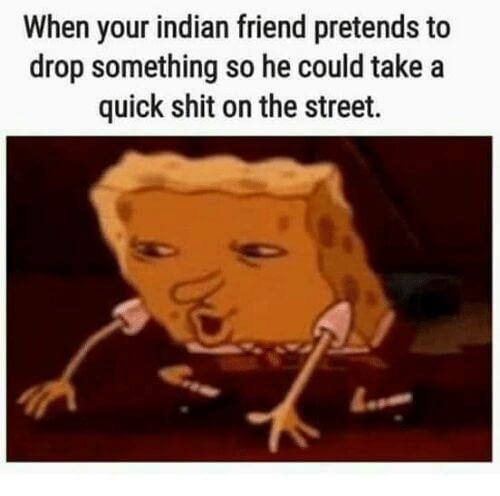 When your indian friend pretends to
drop something so he could take a
quick shit on the street.